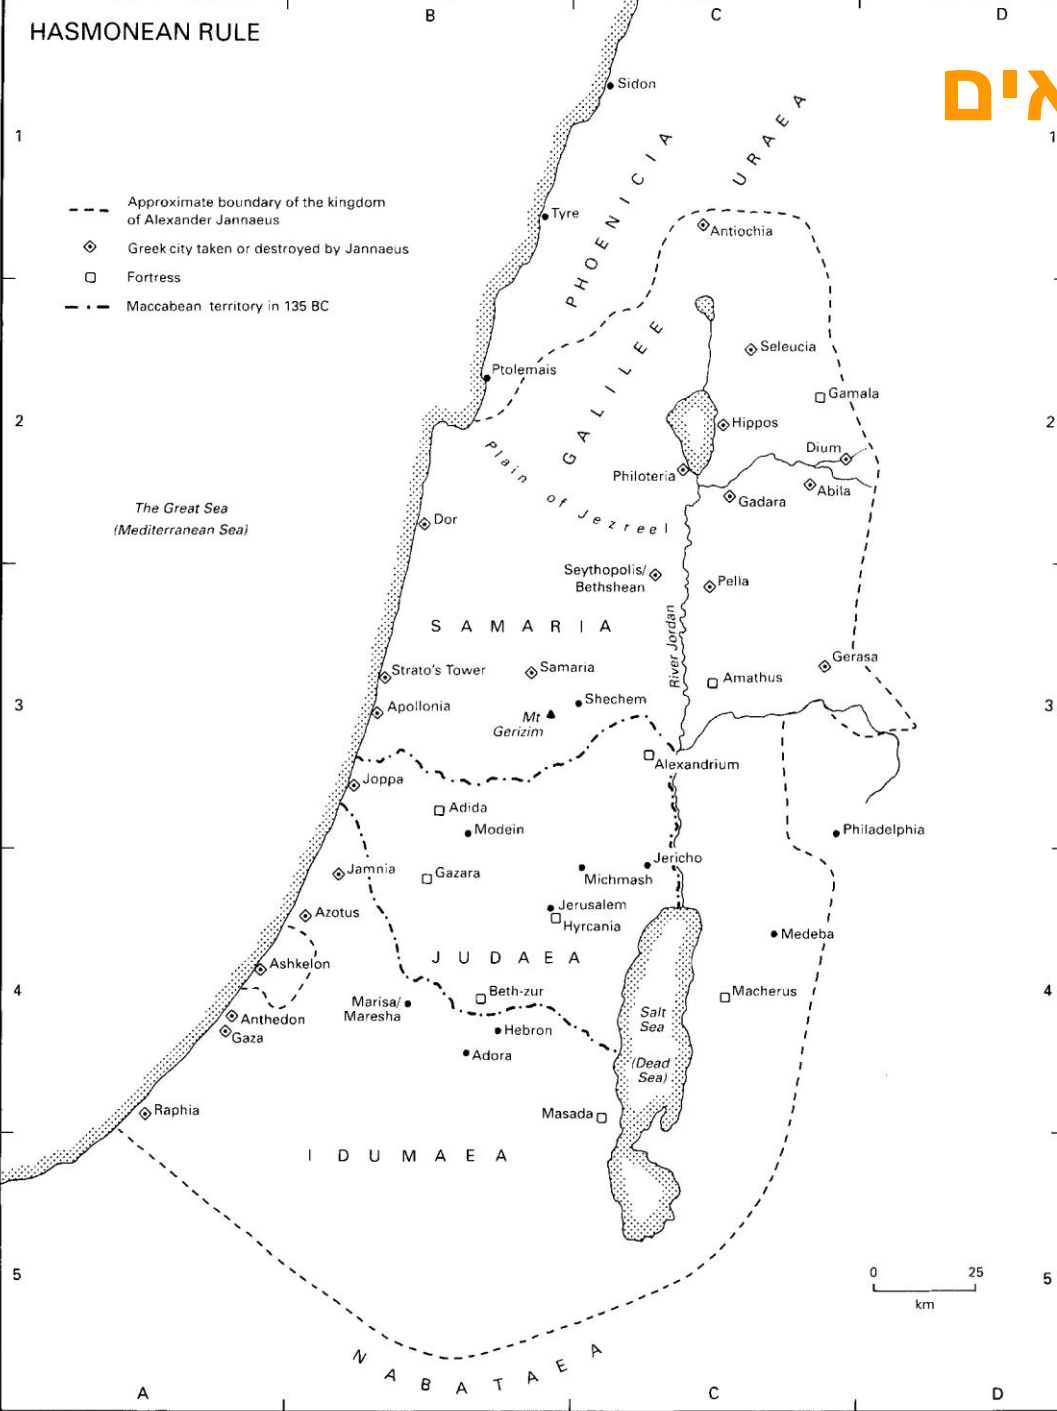 B
C
D
HASMONEAN RULE
אים
Sidon
1
1
PHOENICIA
URAEA
Approximate boundary of the kingdom
of Alexander Jannaeus
Greek city taken or destroyed by Jannaeus
Fortress
Maccabean territory in 135 BC
Tyre
Antiochia
GALILEE
Seleucia
Ptolemais
Gamala
2
2
Hippos
Dium
Plain of Jezreel
Philoteria
Abila
Gadara
The Great Sea
(Mediterranean Sea)
Dor
Seythopolis/
Bethshean
Pella
SAMARIA
River Jordan
Strato's Tower
Samaria
Gerasa
Amathus
Shechem
3
3
Apollonia
Mt
Gerizim
Alexandrium
Joppa
Adida
Modein
Philadelphia
Jericho
Jamnia
Gazara
Michmash
Azotus
Jerusalem
Hyrcania
Medeba
JUDAEA
Ashkelon
4
4
Beth-zur
Macherus
Marisa/
Maresha
Salt
Sea
Anthedon
Gaza
Hebron
Adora
(Dead
Sea)
Raphia
Masada
IDUMAEA
5
5
0
25
km
NABATAEA
A
C
D